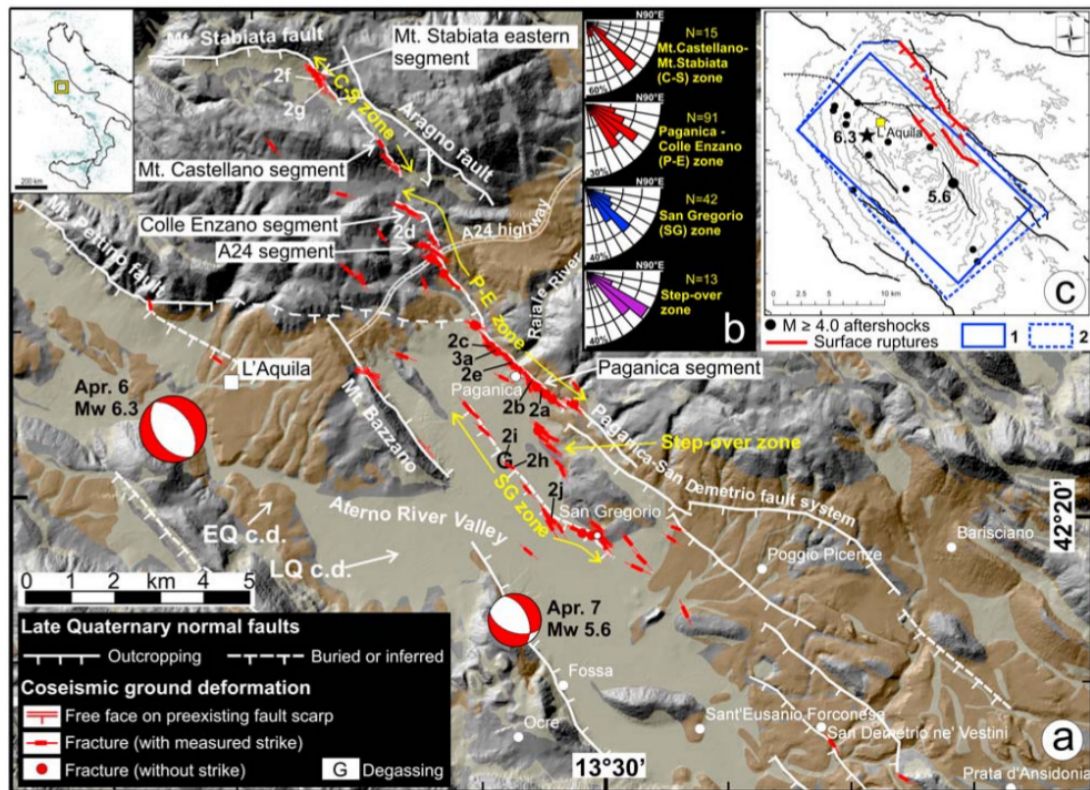 Mt. Stabiata fault
Mt. Stabiata eastern
segment
2f
2g
C-S zone
Aragno fault
Mt. Castellano segment
Colle Enzano segment
2d
A24 highway
A24 segment
Mt. Pettino fault
P-E zone
Raiale River
L'Aquila
2c
3a
2e
Paganica
2b
2a
Paganica segment
Apr. 6
Mw 6.3
Mt. Bazzano
2i
G
2h
Step-over zone
Paganica-San Demetrio fault system
SG zone
2j
San Gregorio
Aterno River Valley
EQ c.d.
LQ c.d.
Poggio Picenze
Barisciano
42°20'
0 1 2 3 4 5
km
Apr. 7
Mw 5.6
Fossa
Ocre
Sant'Eusanio Forconese
San Demetrio ne' Vestini
Prata d'Ansidonia
13°30'
a
Late Quaternary normal faults
Outcropping
Buried or inferred
Coseismic ground deformation
Free face on preexisting fault scarp
Fracture (with measured strike)
Fracture (without strike)
G Degassing
200 km
N90°E
60%
N=15
Mt.Castellano-
Mt.Stabiata
(C-S) zone
N90°E
30%
N=91
Paganica -
Colle Enzano
(P-E) zone
N90°E
40%
N=42
San Gregorio
(SG) zone
N90°E
40%
N=13
Step-over
zone
b
6.3
L'Aquila
5.6
0 5 10 km
c
M ≥ 4.0 aftershocks
Surface ruptures
1
2